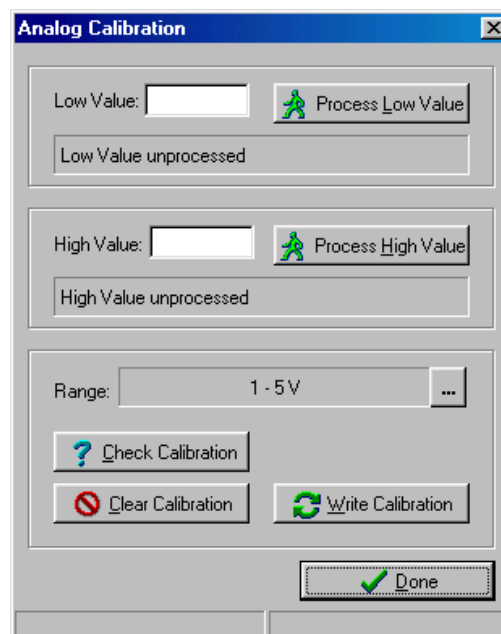 Analog Calibration
Low Value:
Process Low Value
Low Value unprocessed
High Value:
Process High Value
High Value unprocessed
Range:
1 - 5 V
...
Check Calibration
Clear Calibration
Write Calibration
Done